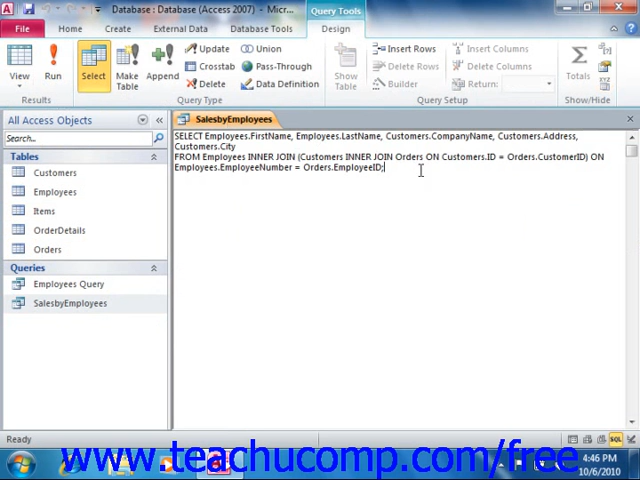 Database : Database (Access 2007) - Micr...
Query Tools
File
Home
Create
External Data
Database Tools
Design
View
Run
Select
Make Table
Append
Update
Crosstab
Delete
Union
Pass-Through
Data Definition
Show Table
Insert Rows
Delete Rows
Builder
Insert Columns
Delete Columns
Return:
Totals
Results
Query Type
Query Setup
Show/Hide
All Access Objects
Search...
Tables
Customers
Employees
Items
OrderDetails
Orders
Queries
Employees Query
SalesbyEmployees
SalesbyEmployees
SELECT Employees.FirstName, Employees.LastName, Customers.CompanyName, Customers.Address,
Customers.City
FROM Employees INNER JOIN (Customers INNER JOIN Orders ON Customers.ID = Orders.CustomerID) ON
Employees.EmployeeNumber = Orders.EmployeeID;
Ready
SQL
www.teachucomp.com/free
4:46 PM
10/6/2010